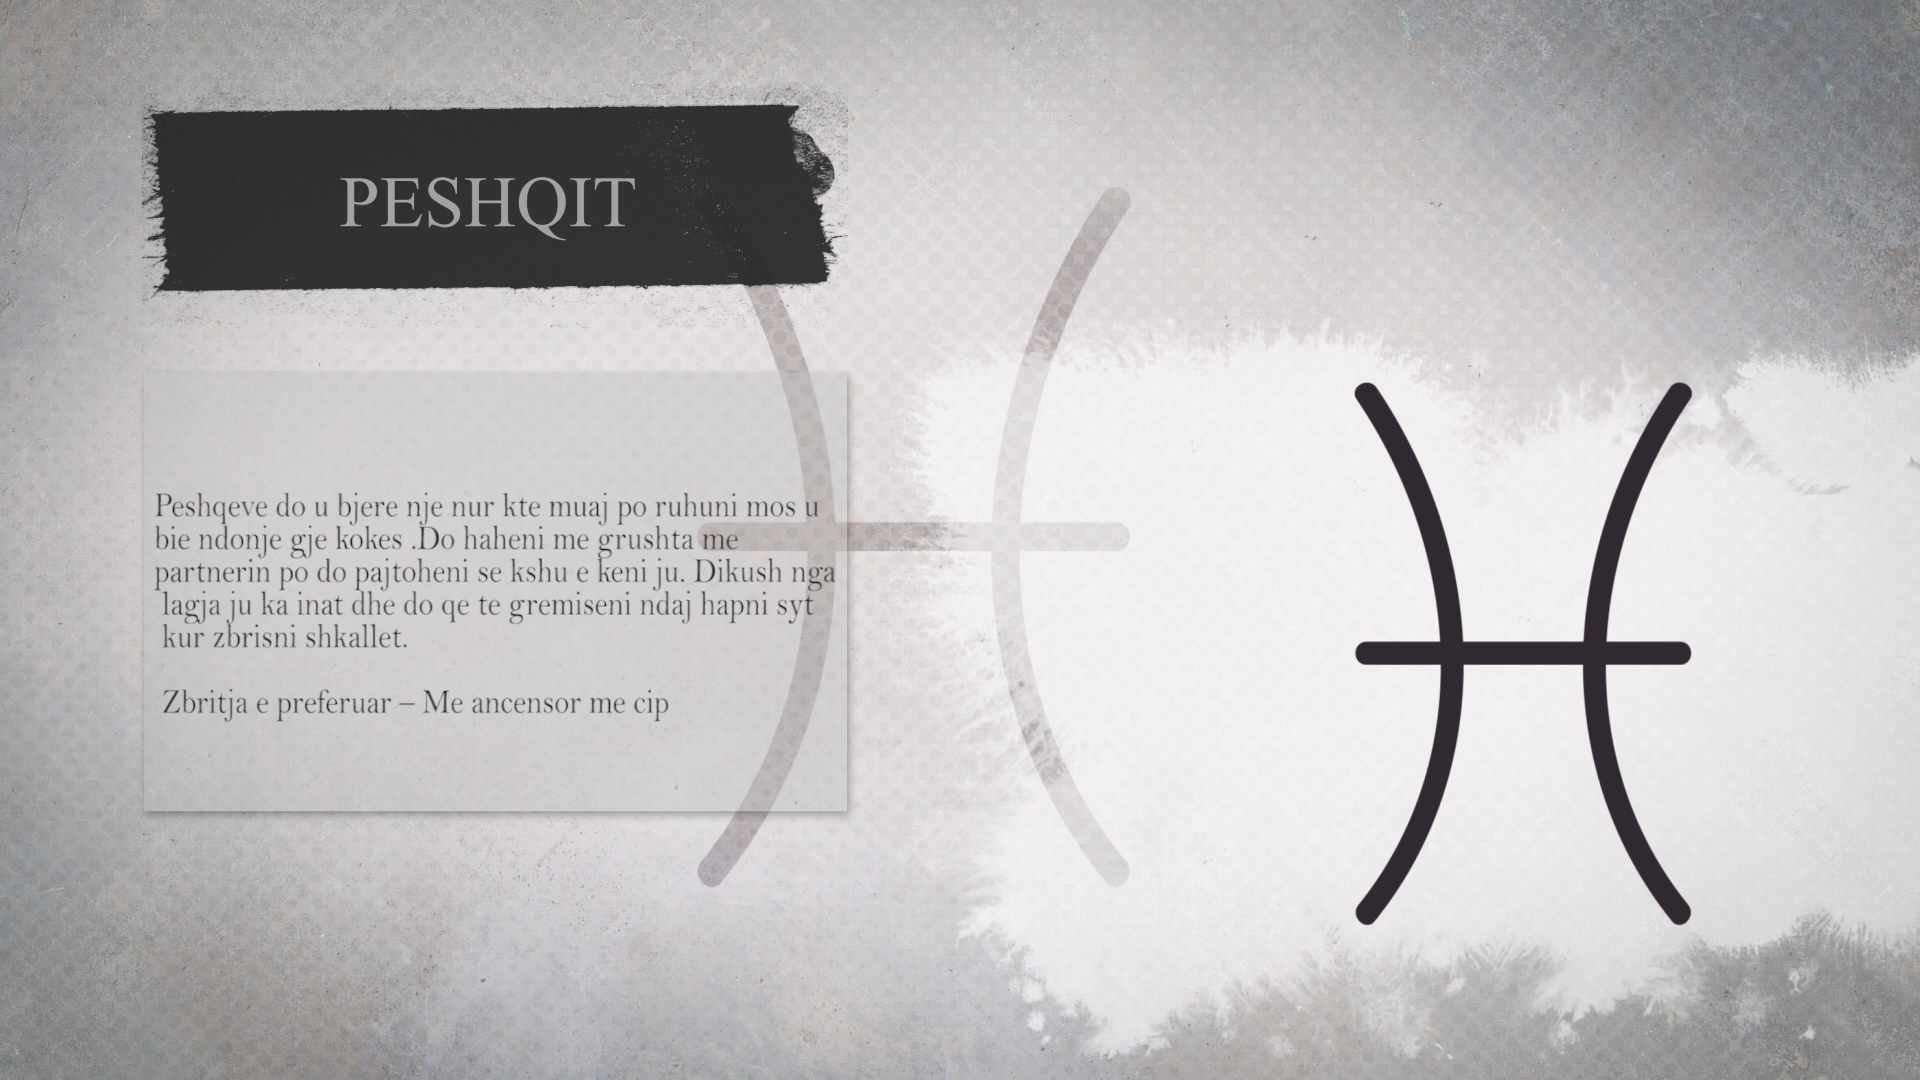 PESHQIT
Peshqeve do u bjere nje nur kte muaj po ruhuni mos u
bie ndonje gje kokes .Do haheni me grushta me
partnerin po do pajtoheni se kshu e keni ju. Dikush nga
lagja ju ka inat dhe do qe te gremiseni ndaj hapni syt
kur zbrisni shkallet.
Zbritja e preferuar – Me ancensor me cip